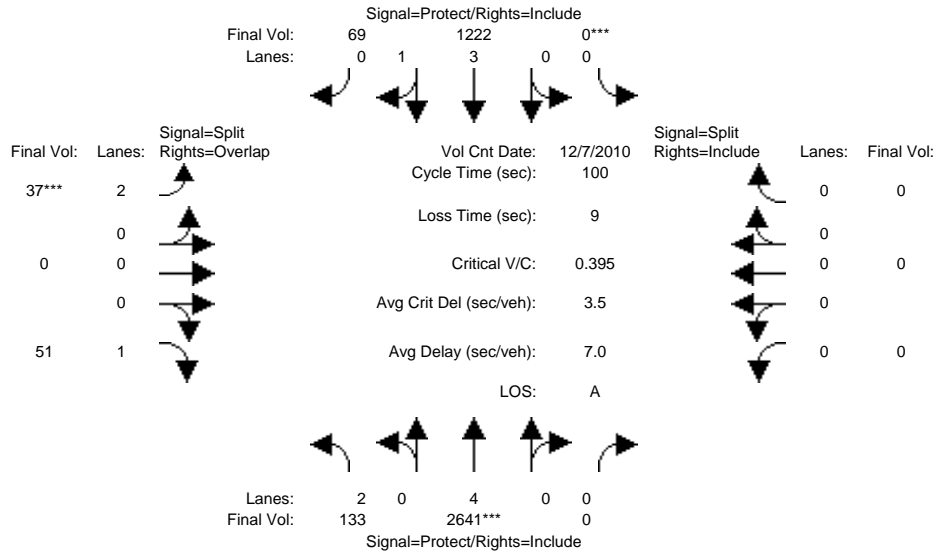 Signal=Protect/Rights=Include
Final Vol: 69 1222 0***
Lanes: 0 1 3 0 0
Signal=Split Signal=Split
Final Vol: Lanes: Rights=Overlap Vol Cnt Date: 12/7/2010 Rights=Include Lanes: Final Vol:
Cycle Time (sec): 100
37*** 2 0 0
Loss Time (sec): 9
0 0
0 0 Critical V/C: 0.395 0 0
0 Avg Crit Del (sec/veh): 3.5 0
51 1 Avg Delay (sec/veh): 7.0 0 0
LOS: A
Lanes: 2 0 4 0 0
Final Vol: 133 2641*** 0
Signal=Protect/Rights=Include